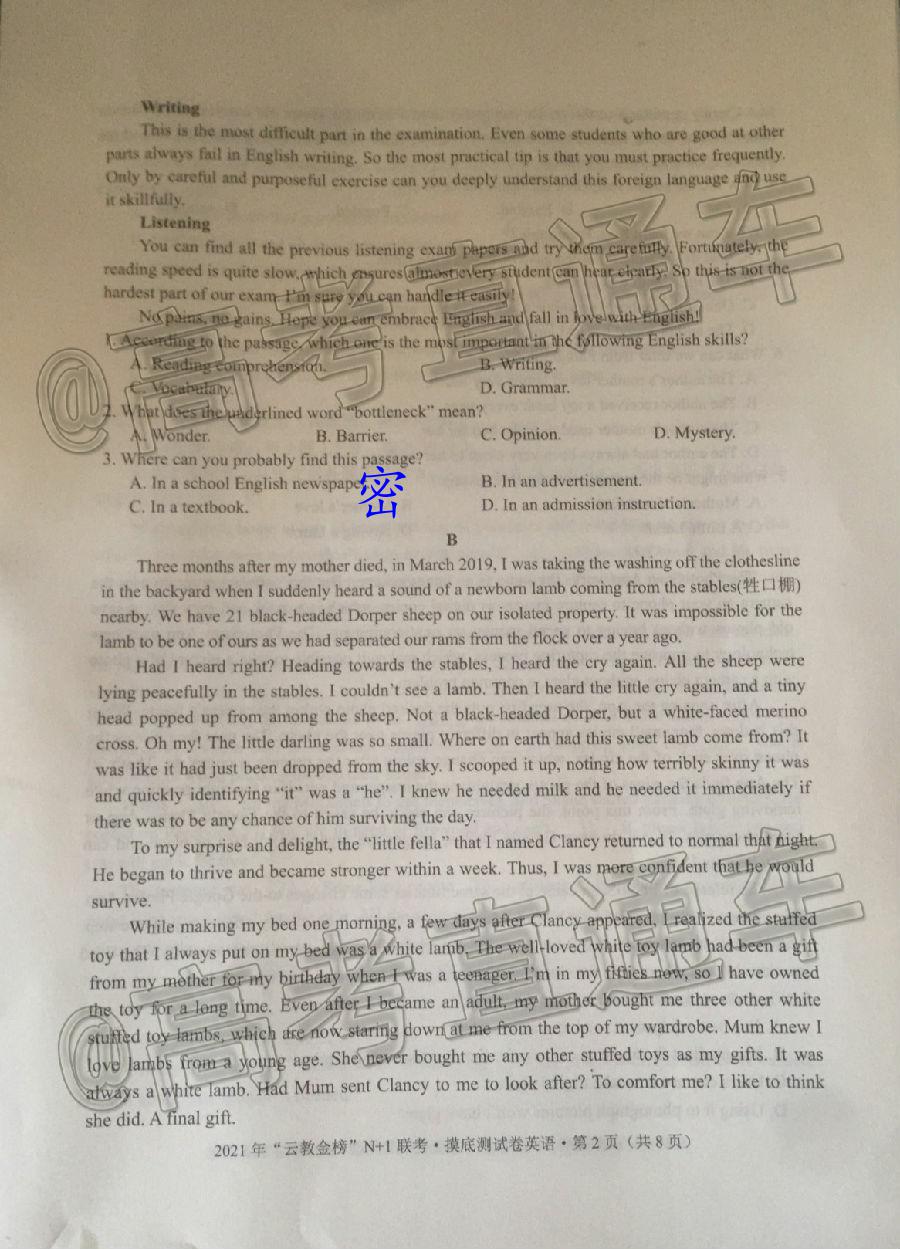 Writing
This is the most difficult part in the examination. Even some students who are good at other
parts always fail in English writing. So the most practical tip is that you must practice frequently.
Only by careful and purposeful exercise can you deeply understand this foreign language and use
it skillfully.
Listening
You can find all the previous listening exam papers and try them carefully. Fortunately, the
reading speed is quite slow, which ensures almost every student can hear clearly. So this is not the
hardest part of our exam. I'm sure you can handle it easily!
No pains, no gains. Hope you can embrace English and fall in love with English!
1. According to the passage, which one is the most important in the following English skills?
A. Reading comprehension.    B. Writing.
C. Vocabulary.    D. Grammar.
2. What does the underlined word “bottleneck” mean?
A. Wonder.    B. Barrier.    C. Opinion.    D. Mystery.
3. Where can you probably find this passage?
A. In a school English newspaper    B. In an advertisement.
密
C. In a textbook.    D. In an admission instruction.
B
Three months after my mother died, in March 2019, I was taking the washing off the clothesline
in the backyard when I suddenly heard a sound of a newborn lamb coming from the stables(牲口棚)
nearby. We have 21 black-headed Dorper sheep on our isolated property. It was impossible for the
lamb to be one of ours as we had separated our rams from the flock over a year ago.
Had I heard right? Heading towards the stables, I heard the cry again. All the sheep were
lying peacefully in the stables. I couldn't see a lamb. Then I heard the little cry again, and a tiny
head popped up from among the sheep. Not a black-headed Dorper, but a white-faced merino
cross. Oh my! The little darling was so small. Where on earth had this sweet lamb come from? It
was like it had just been dropped from the sky. I scooped it up, noting how terribly skinny it was
and quickly identifying “it” was a “he”. I knew he needed milk and he needed it immediately if
there was to be any chance of him surviving the day.
To my surprise and delight, the “little fella” that I named Clancy returned to normal that night.
He began to thrive and became stronger within a week. Thus, I was more confident that he would
survive.
While making my bed one morning, a few days after Clancy appeared, I realized the stuffed
toy that I always put on my bed was a white lamb. The well-loved white toy lamb had been a gift
from my mother for my birthday when I was a teenager. I'm in my fifties now, so I have owned
the toy for a long time. Even after I became an adult, my mother bought me three other white
stuffed toy lambs, which are now staring down at me from the top of my wardrobe. Mum knew I
love lambs from a young age. She never bought me any other stuffed toys as my gifts. It was
always a white lamb. Had Mum sent Clancy to me to look after? To comfort me? I like to think
she did. A final gift.
2021年“云教金榜”N+1联考·摸底测试卷英语·第2页（共8页）
@高考直通车
@高考直通车